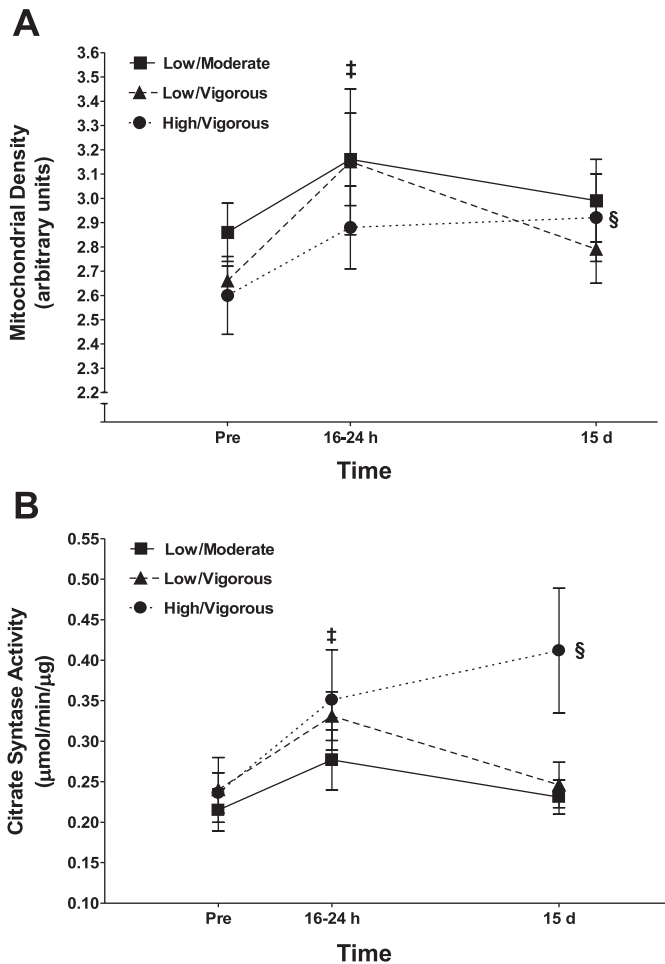 A
3.6
3.5
3.4
3.3
3.2
3.1
3.0
2.9
2.8
2.7
2.6
2.5
2.4
2.3
2.2
Mitochondrial Density
(arbitrary units)
Low/Moderate
Low/Vigorous
High/Vigorous
‡
§
Pre 16-24 h 15 d
Time
B
0.55
0.50
0.45
0.40
0.35
0.30
0.25
0.20
0.15
0.10
Citrate Syntase Activity
(μmol/min/μg)
Low/Moderate
Low/Vigorous
High/Vigorous
‡
§
Pre 16-24 h 15 d
Time